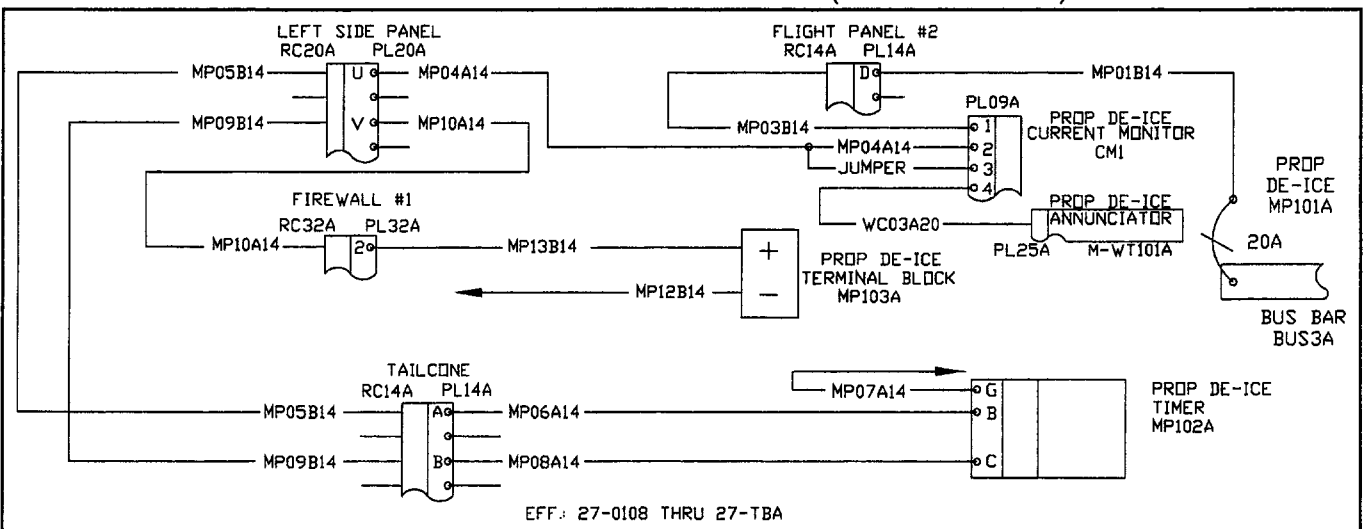 LEFT SIDE PANEL
RC20A PL20A
MP05B14
U
MP04A14
MP09B14
V
MP10A14
FLIGHT PANEL #2
RC14A PL14A
D
MP01B14
PL09A
MP03B14
1
PROP DE-ICE
CURRENT MONITOR
CM1
MP04A14
2
JUMPER
3
4
PROP
DE-ICE
MP101A
20A
WC03A20
PROP DE-ICE
ANNUNCIATOR
PL25A
M-WT101A
BUS BAR
BUS3A
FIREWALL #1
RC32A PL32A
MP10A14
2
MP13B14
+
-
MP12B14
PROP DE-ICE
TERMINAL BLOCK
MP103A
TAILCONE
RC14A PL14A
MP05B14
A
MP06A14
MP09B14
B
MP08A14
MP07A14
G
B
C
PROP DE-ICE
TIMER
MP102A
EFF.: 27-0108 THRU 27-TBA